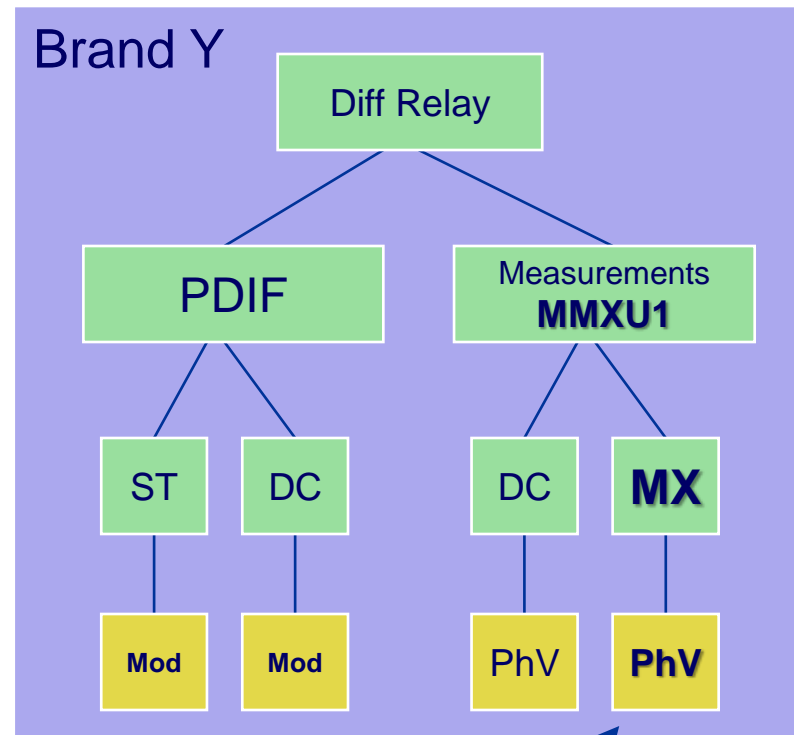 Brand Y
Diff Relay
PDIF
Measurements
MMXU1
ST
DC
DC
MX
Mod
Mod
PhV
PhV